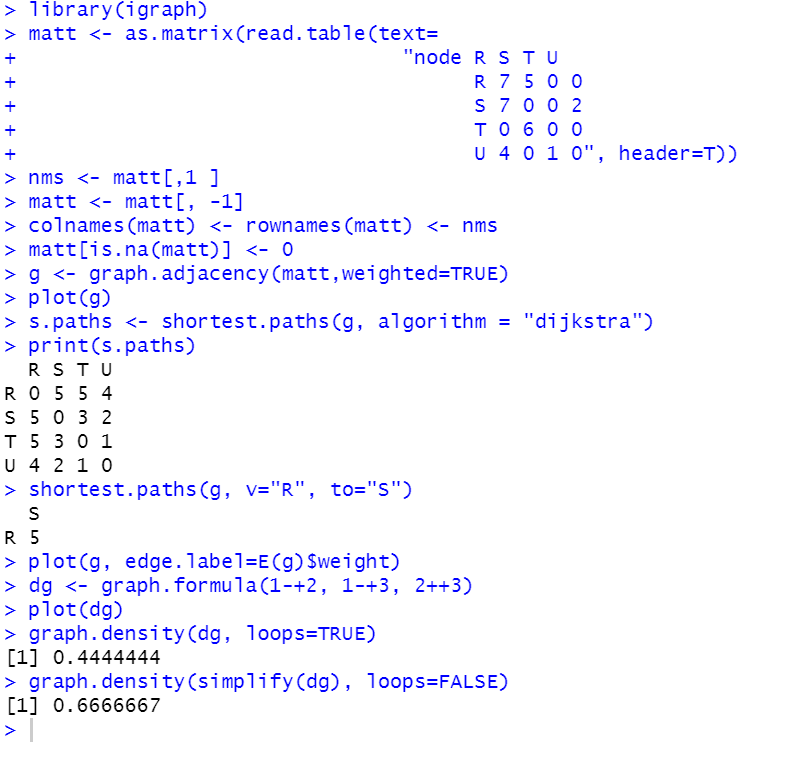 > library(igraph)
> matt <- as.matrix(read.table(text=
+                                 "node R S T U
+                                       R 7 5 0 0
+                                       S 7 0 0 2
+                                       T 0 6 0 0
+                                       U 4 0 1 0", header=T))
> nms <- matt[,1 ]
> matt <- matt[, -1]
> colnames(matt) <- rownames(matt) <- nms
> matt[is.na(matt)] <- 0
> g <- graph.adjacency(matt,weighted=TRUE)
> plot(g)
> s.paths <- shortest.paths(g, algorithm = "dijkstra")
> print(s.paths)
  R S T U
R 0 5 5 4
S 5 0 3 2
T 5 3 0 1
U 4 2 1 0
> shortest.paths(g, v="R", to="S")
  S
R 5
> plot(g, edge.label=E(g)$weight)
> dg <- graph.formula(1-+2, 1-+3, 2++3)
> plot(dg)
> graph.density(dg, loops=TRUE)
[1] 0.4444444
> graph.density(simplify(dg), loops=FALSE)
[1] 0.6666667
>